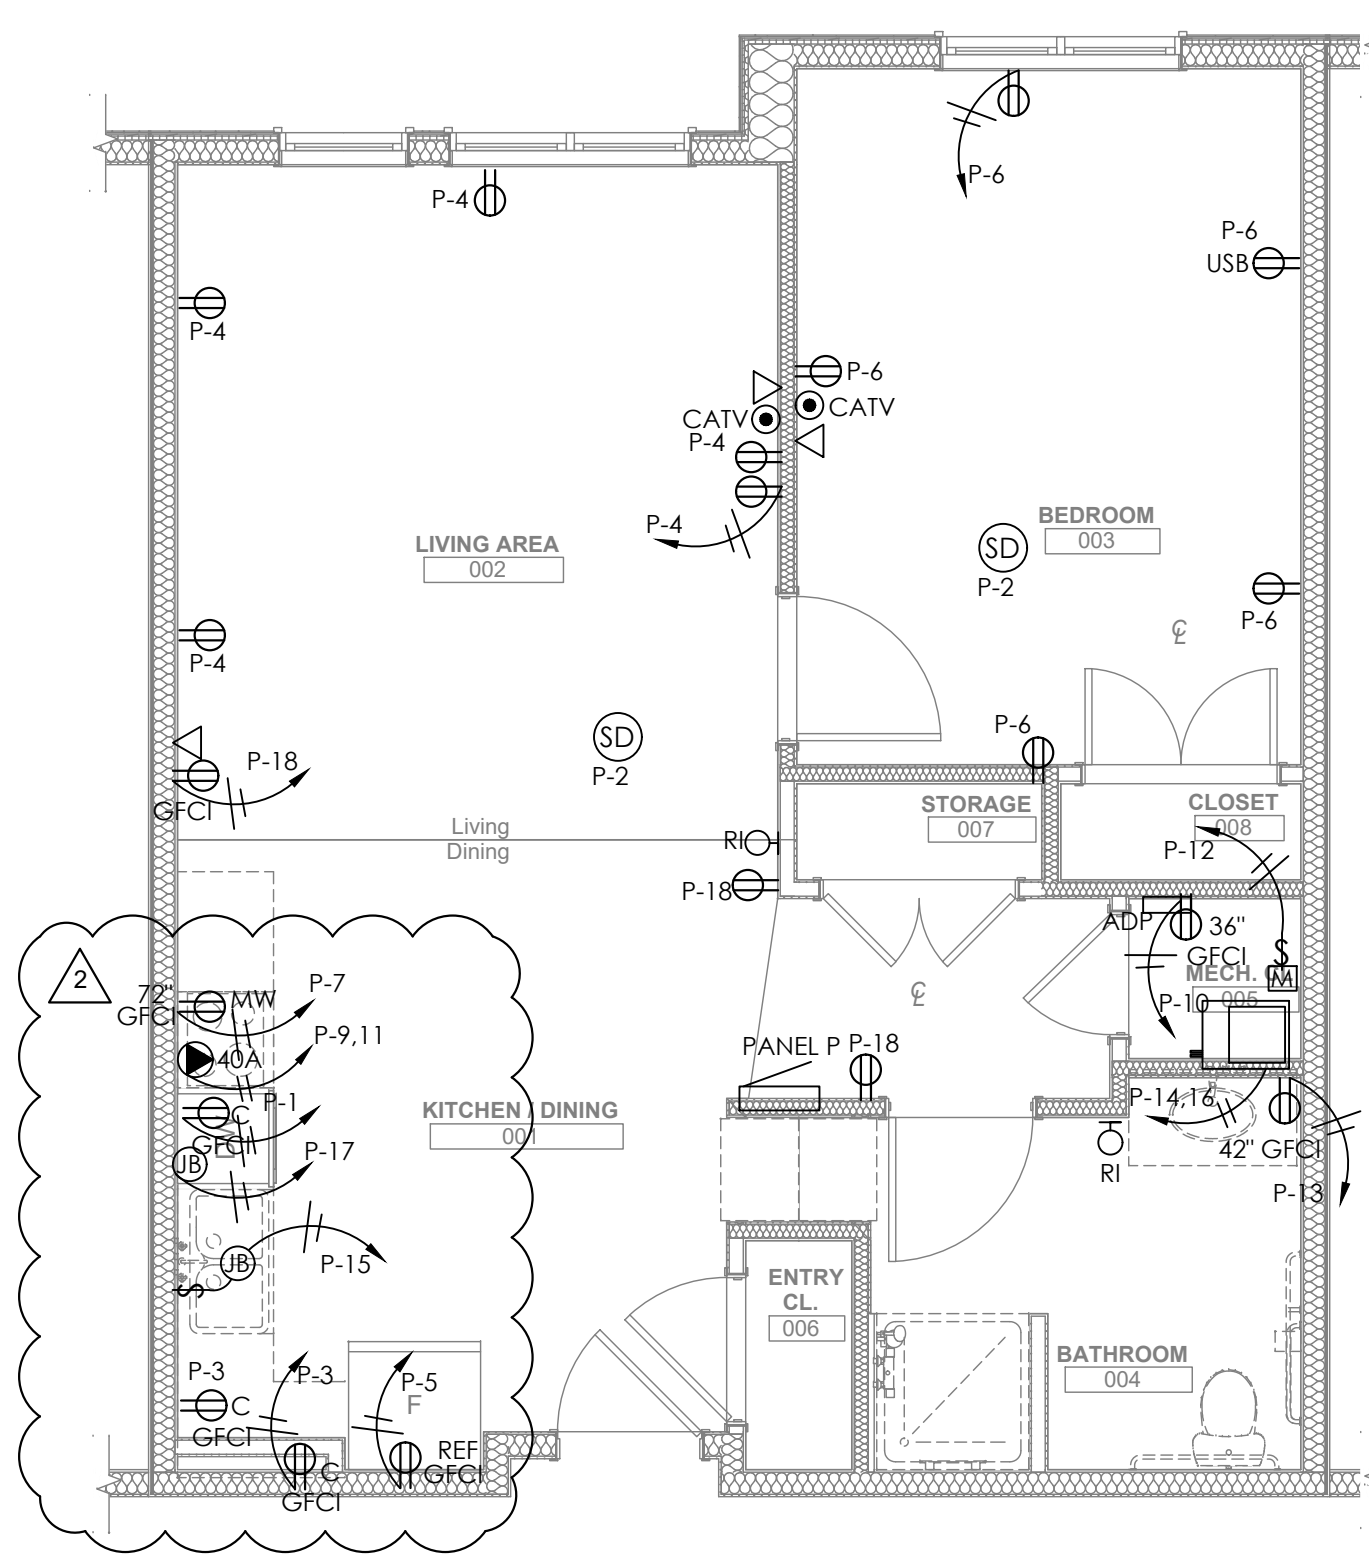 P-4
P-6
P-6
USB
P-4
P-6
CATV
CATV
P-4
P-4
LIVING AREA
002
BEDROOM
003
SD
P-2
P-6
℄
P-4
P-6
SD
P-2
P-18
GFCI
Living
Dining
RI
STORAGE
007
CLOSET
008
P-12
P-18
ADP
36"
GFCI
S
M
MECH.
005
P-10
℄
2
72"
GFCI
MW
P-7
P-9,11
40A
C
GFCI
P-1
DW
JB
P-17
KITCHEN / DINING
001
PANEL P
P-18
P-14,16
42" GFCI
RI
P-13
JB
P-15
S
ENTRY
CL.
006
BATHROOM
004
P-3
C
GFCI
P-3
P-5
F
REF
GFCI
C
GFCI